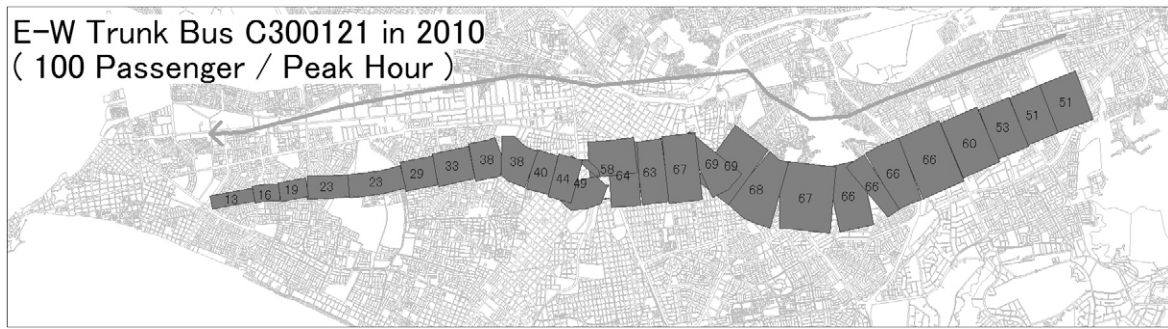 E-W Trunk Bus C300121 in 2010
( 100 Passenger / Peak Hour )
13 16 19 23 23 29 33 38 38 40 44 49 58 64 63 67 69 69 68 67 66 66 66 66 60 53 51 51